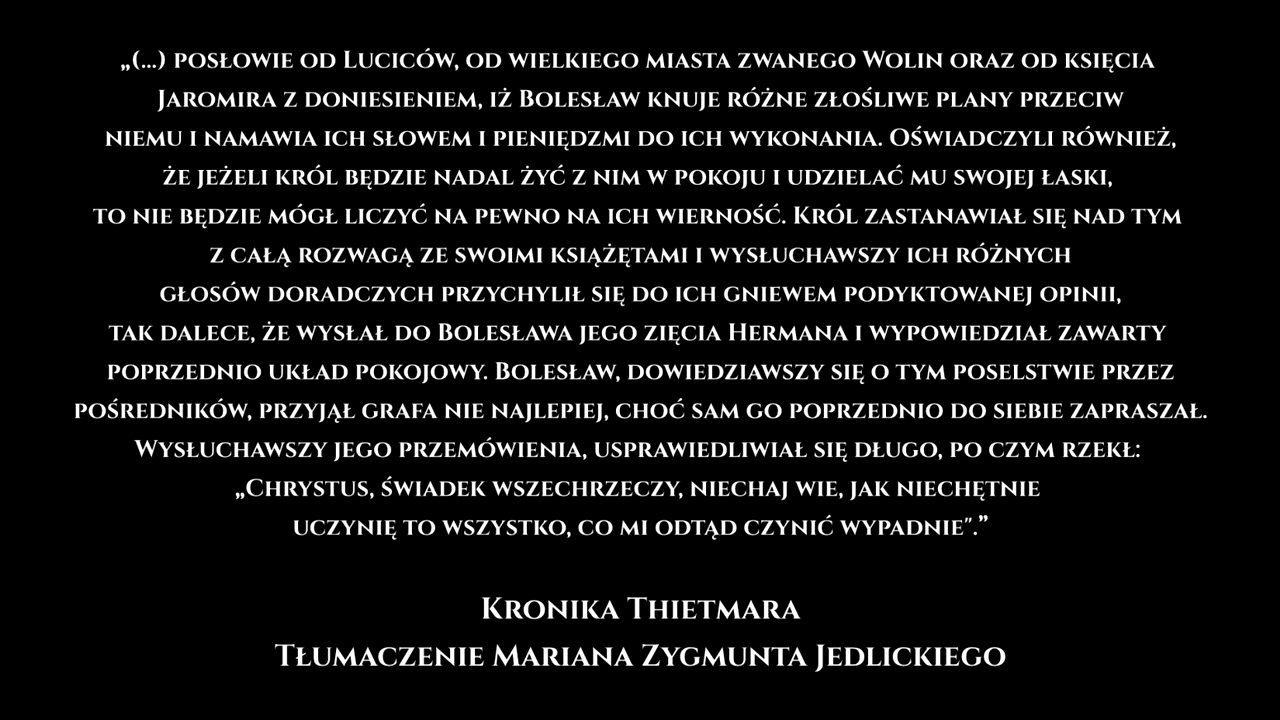 „(...) posłowie od Luciców, od wielkiego miasta zwanego Wolin oraz od księcia
Jaromira z doniesieniem, iż Bolesław knuje różne złośliwe plany przeciw
niemu i namawia ich słowem i pieniędzmi do ich wykonania. Oświadczyli również,
że jeżeli król będzie nadal żyć z nim w pokoju i udzielać mu swojej łaski,
to nie będzie mógł liczyć na pewno na ich wierność. Król zastanawiał się nad tym
z całą rozwagą ze swoimi książętami i wysłuchawszy ich różnych
głosów doradczych przychylił się do ich gniewem podyktowanej opinii,
tak dalece, że wysłał do Bolesława jego zięcia Hermana i wypowiedział zawarty
poprzednio układ pokojowy. Bolesław, dowiedziawszy się o tym poselstwie przez
pośredników, przyjął grafa nie najlepiej, choć sam go poprzednio do siebie zapraszał.
Wysłuchawszy jego przemówienia, usprawiedliwiał się długo, po czym rzekł:
„Chrystus, świadek wszechrzeczy, niechaj wie, jak niechętnie
uczynię to wszystko, co mi odtąd czynić wypadnie".”
Kronika Thietmara
Tłumaczenie Mariana Zygmunta Jedlickiego